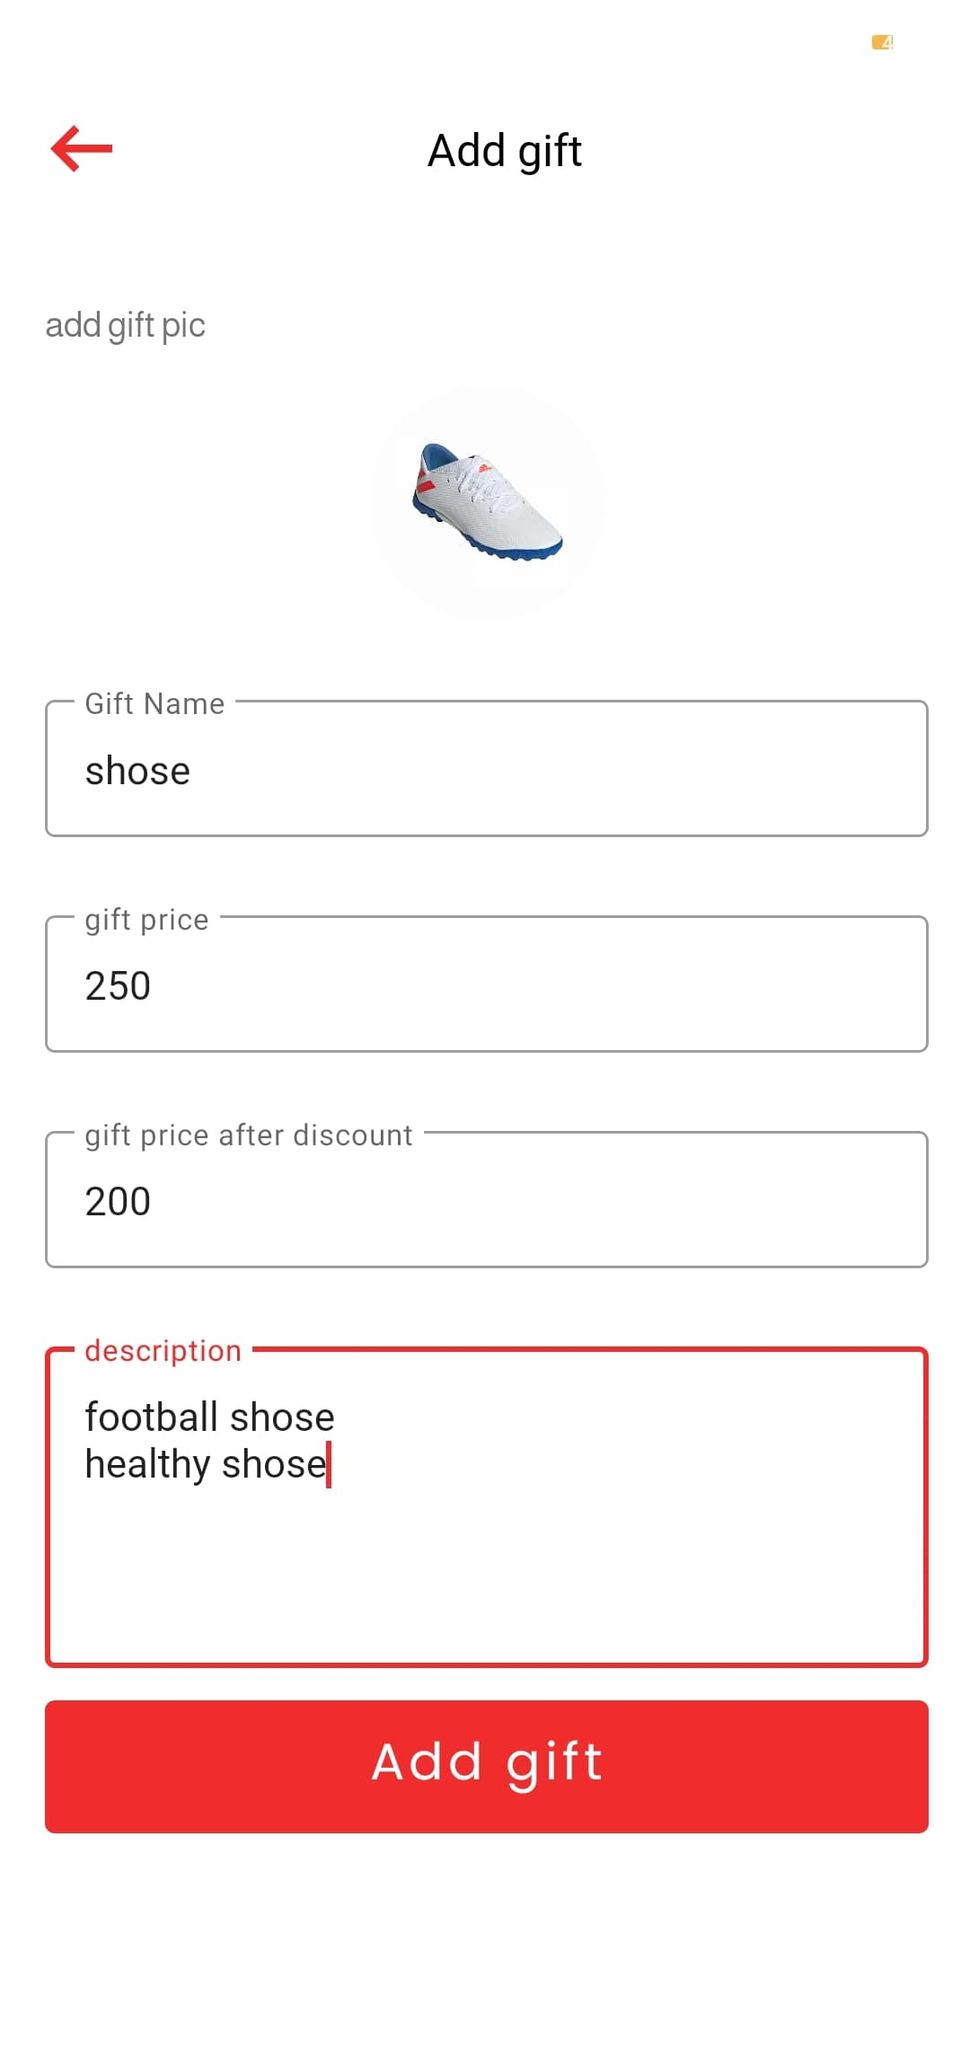 Add gift
add gift pic
Gift Name
shose
gift price
250
gift price after discount
200
description
football shose
healthy shose
Add gift